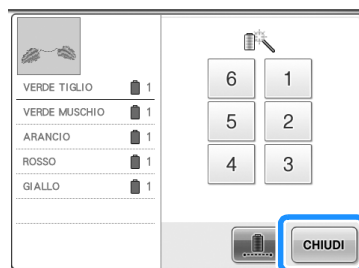 VERDE TIGLIO 1
VERDE MUSCHIO 1
ARANCIO 1
ROSSO 1
GIALLO 1
6 1
5 2
4 3
CHIUDI